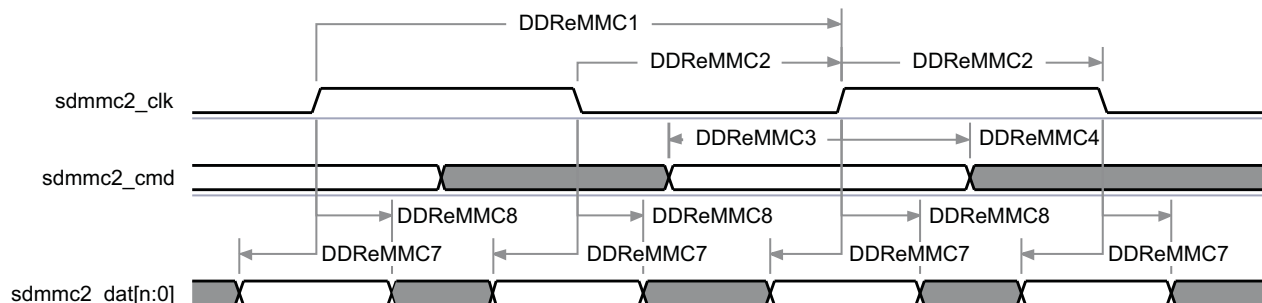 DDReMMC1
DDReMMC2 DDReMMC2
sdmmc2_clk
DDReMMC3 DDReMMC4
sdmmc2_cmd
DDReMMC8 DDReMMC8 DDReMMC8
DDReMMC7 DDReMMC7 DDReMMC7 DDReMMC7
sdmmc2_dat[n:0]